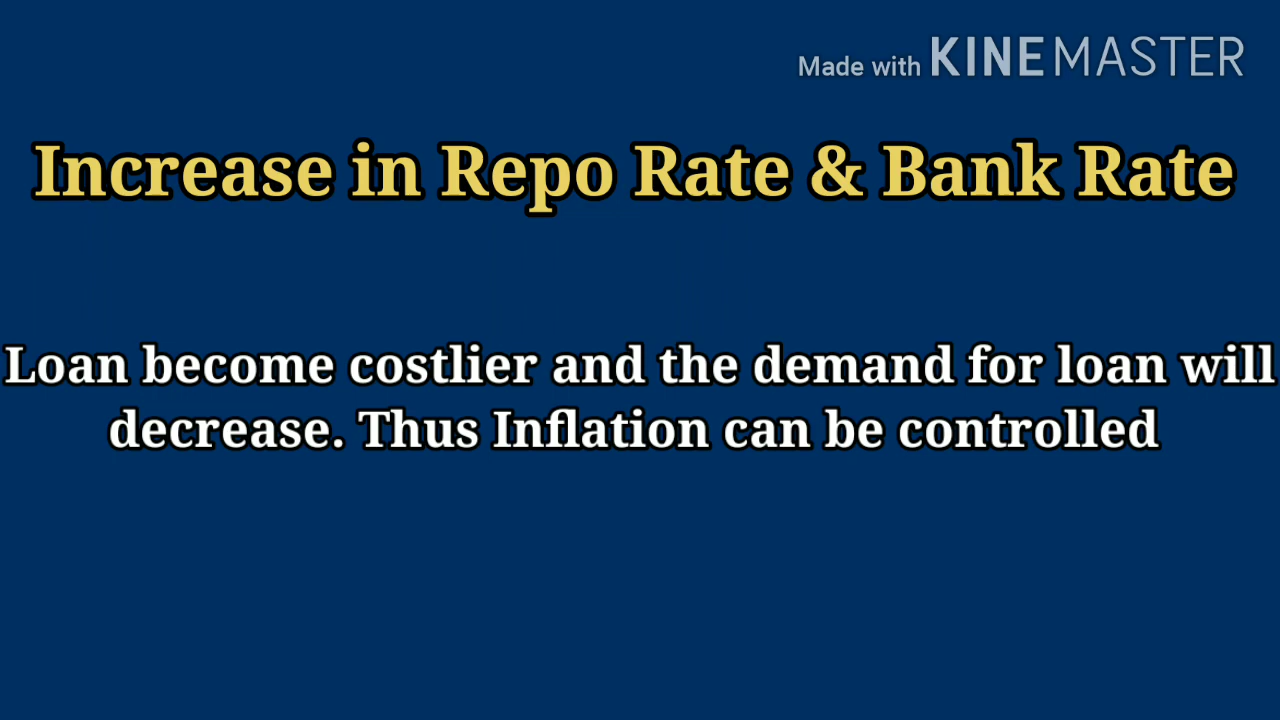 Made with KINEMASTER
Increase in Repo Rate & Bank Rate
Loan become costlier and the demand for loan will
decrease. Thus Inflation can be controlled